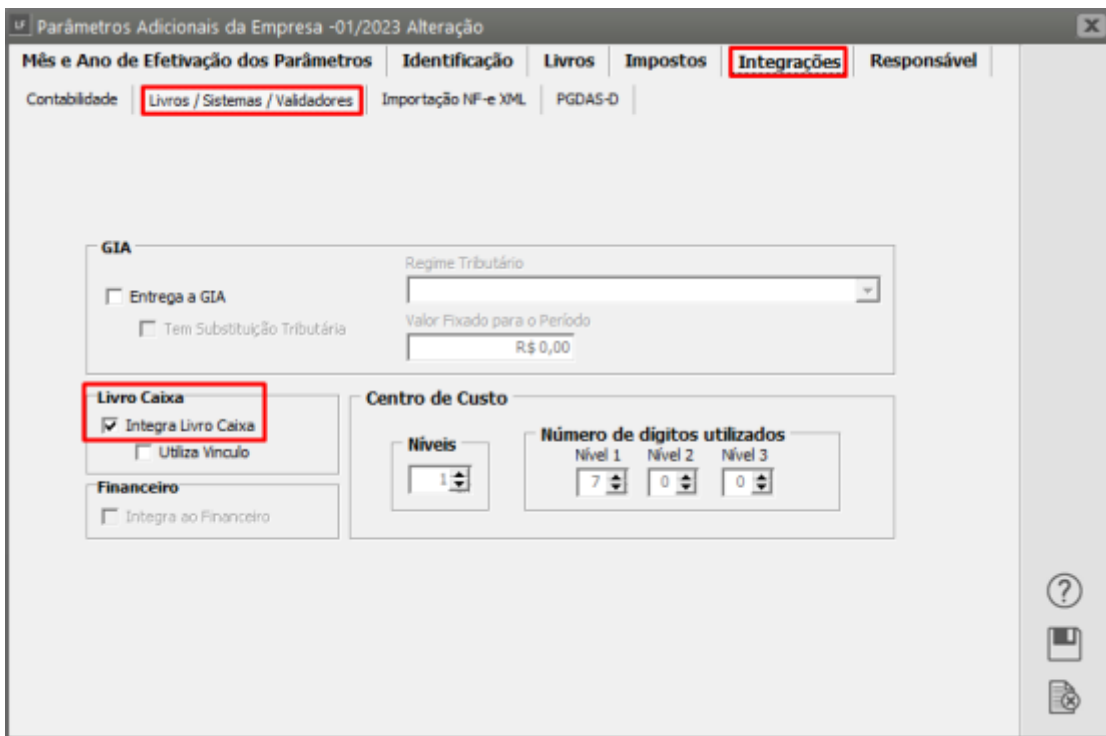 LF Parâmetros Adicionais da Empresa -01/2023 Alteração
Mês e Ano de Efetivação dos Parâmetros Identificação Livros Impostos Integrações Responsável
Contabilidade Livros / Sistemas / Validadores Importação NF-e XML PGDAS-D
GIA
Regime Tributário
Entrega a GIA
Tem Substituição Tributária
Valor Fixado para o Período
R$ 0,00
Livro Caixa
Integra Livro Caixa
Utiliza Vinculo
Financeiro
Integra ao Financeiro
Centro de Custo
Níveis
1
Número de dígitos utilizados
Nível 1 Nível 2 Nível 3
7 0 0